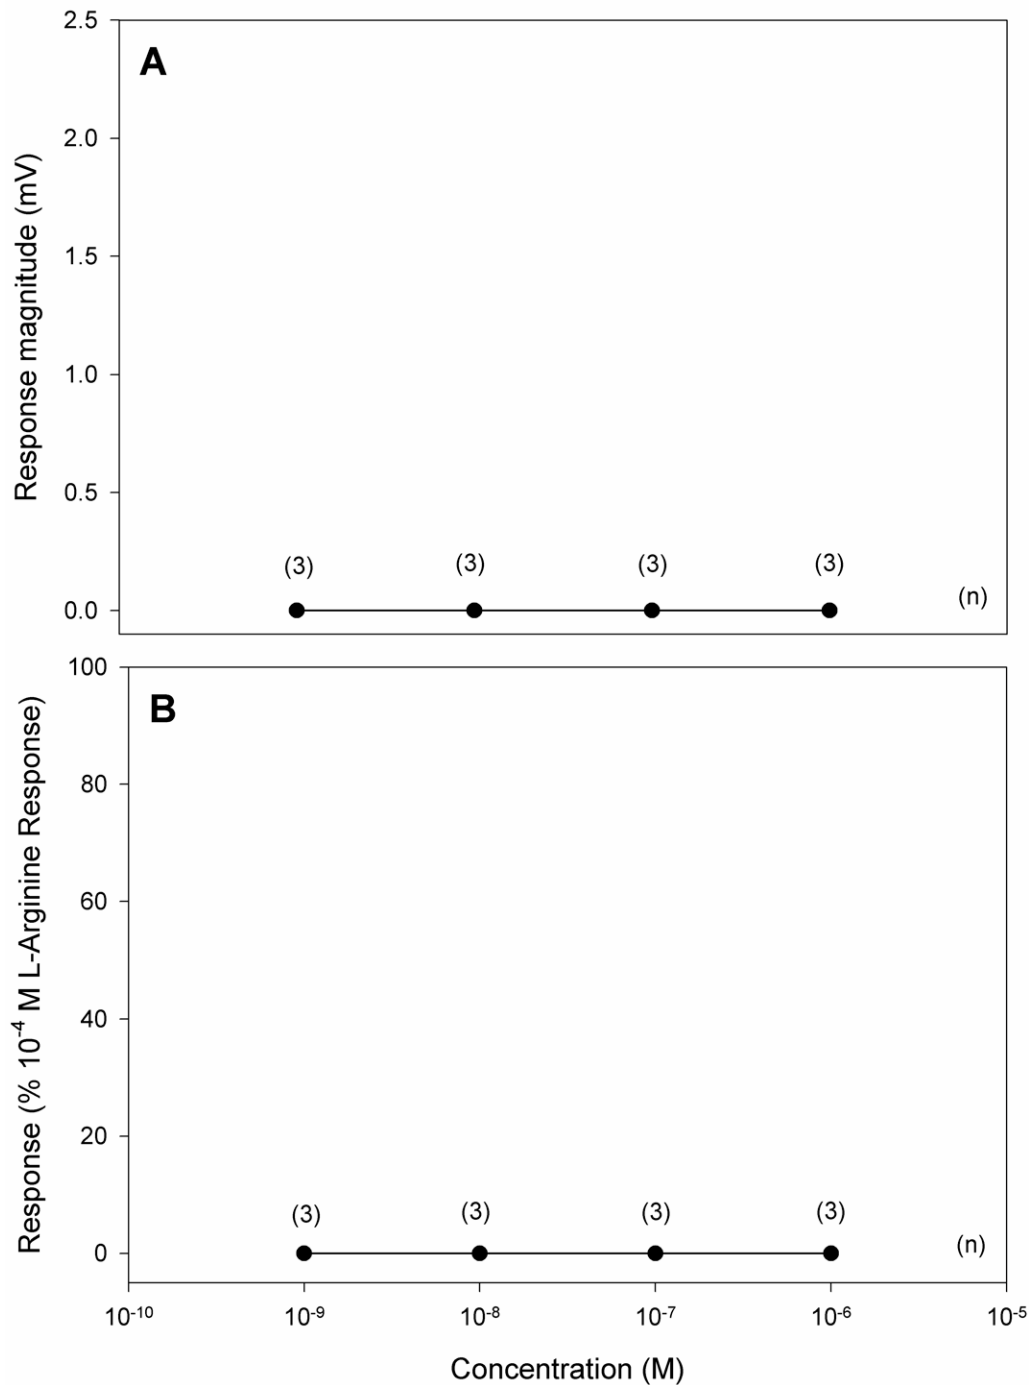 A
Response magnitude (mV)
2.5
2.0
1.5
1.0
0.5
0.0
(3) (3) (3) (3)
(n)
B
Response (% 10⁻⁴ M L-Arginine Response)
100
80
60
40
20
0
(3) (3) (3) (3)
(n)
10⁻¹⁰ 10⁻⁹ 10⁻⁸ 10⁻⁷ 10⁻⁶ 10⁻⁵
Concentration (M)